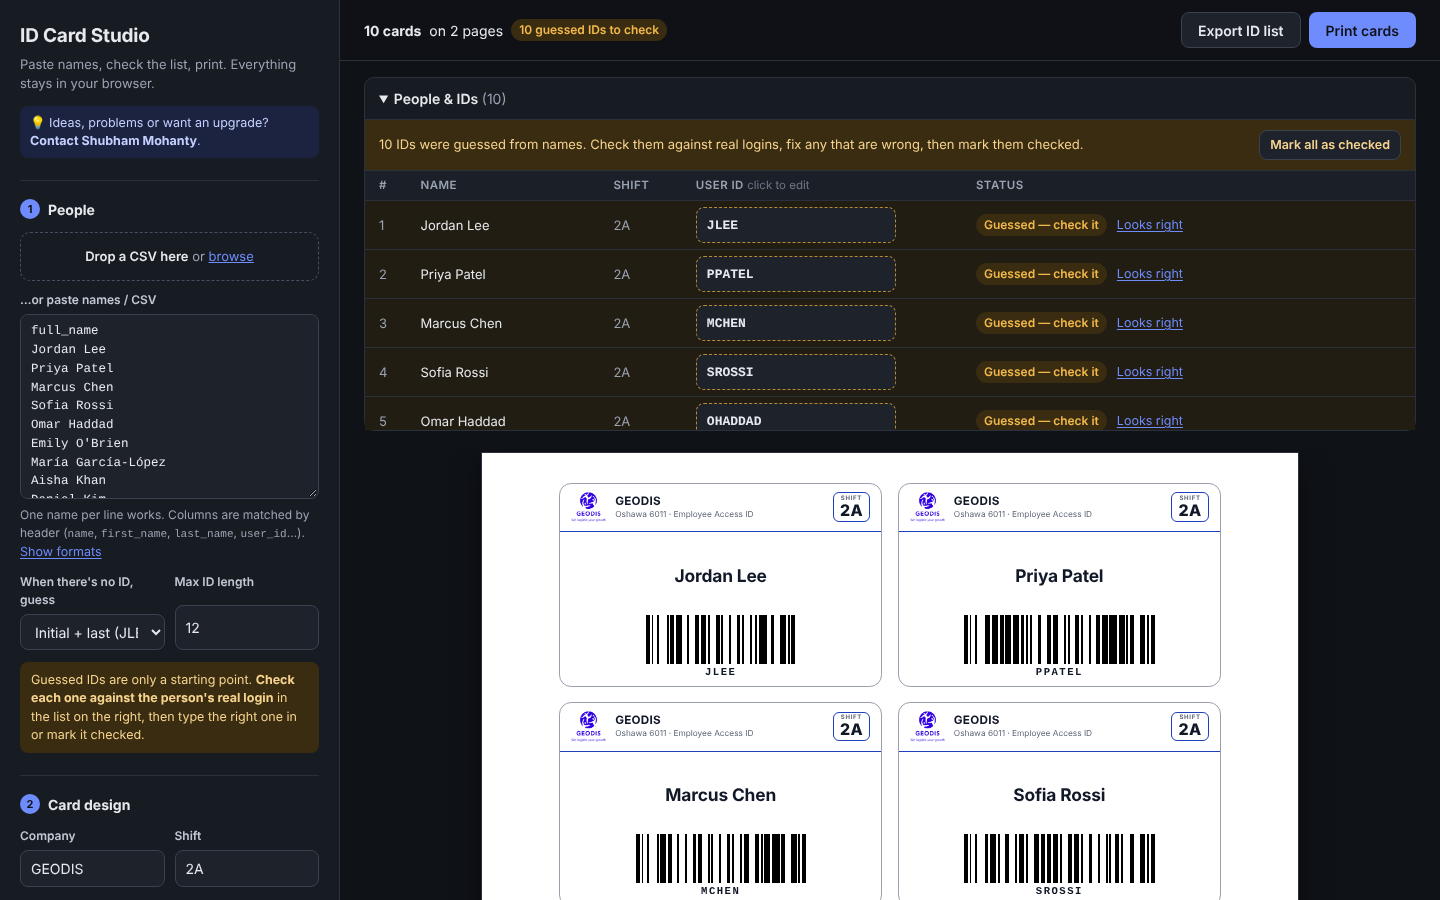 ID Card Studio
Paste names, check the list, print. Everything
stays in your browser.
💡 Ideas, problems or want an upgrade?
Contact Shubham Mohanty.
1 People
Drop a CSV here or browse
...or paste names / CSV
full_name
Jordan Lee
Priya Patel
Marcus Chen
Sofia Rossi
Omar Haddad
Emily O'Brien
María García-López
Aisha Khan
Daniel Kim
One name per line works. Columns are matched by
header (name, first_name, last_name, user_id…).
Show formats
When there's no ID,
guess
Max ID length
Initial + last (JLE
12
Guessed IDs are only a starting point. Check
each one against the person's real login in
the list on the right, then type the right one in
or mark it checked.
2 Card design
Company
Shift
GEODIS
2A
10 cards on 2 pages 10 guessed IDs to check
Export ID list
Print cards
▼ People & IDs (10)
10 IDs were guessed from names. Check them against real logins, fix any that are wrong, then mark them checked.
Mark all as checked
# NAME SHIFT USER ID click to edit STATUS
1 Jordan Lee 2A JLEE Guessed — check it Looks right
2 Priya Patel 2A PPATEL Guessed — check it Looks right
3 Marcus Chen 2A MCHEN Guessed — check it Looks right
4 Sofia Rossi 2A SROSSI Guessed — check it Looks right
5 Omar Haddad 2A OHADDAD Guessed — check it Looks right
GEODIS
GEODIS
Oshawa 6011 · Employee Access ID
SHIFT
2A
Jordan Lee
JLEE
GEODIS
GEODIS
Oshawa 6011 · Employee Access ID
SHIFT
2A
Priya Patel
PPATEL
GEODIS
GEODIS
Oshawa 6011 · Employee Access ID
SHIFT
2A
Marcus Chen
MCHEN
GEODIS
GEODIS
Oshawa 6011 · Employee Access ID
SHIFT
2A
Sofia Rossi
SROSSI